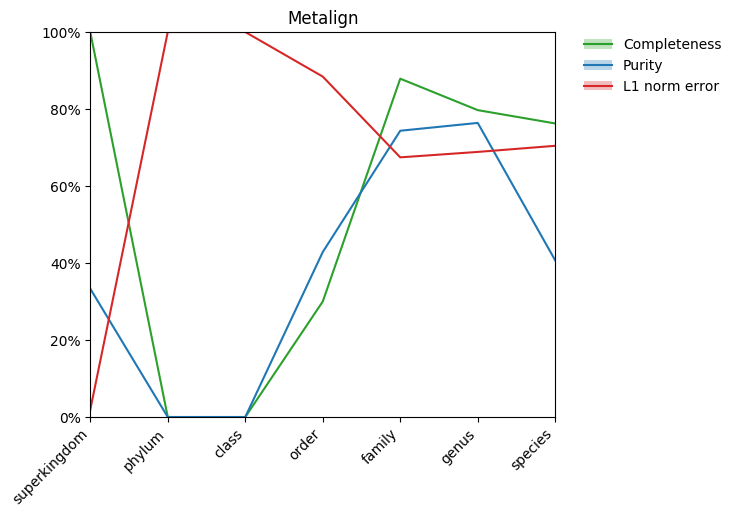 Metalign
100%
80%
60%
40%
20%
0%
superkingdom
phylum
class
order
family
genus
species
Completeness
Purity
L1 norm error